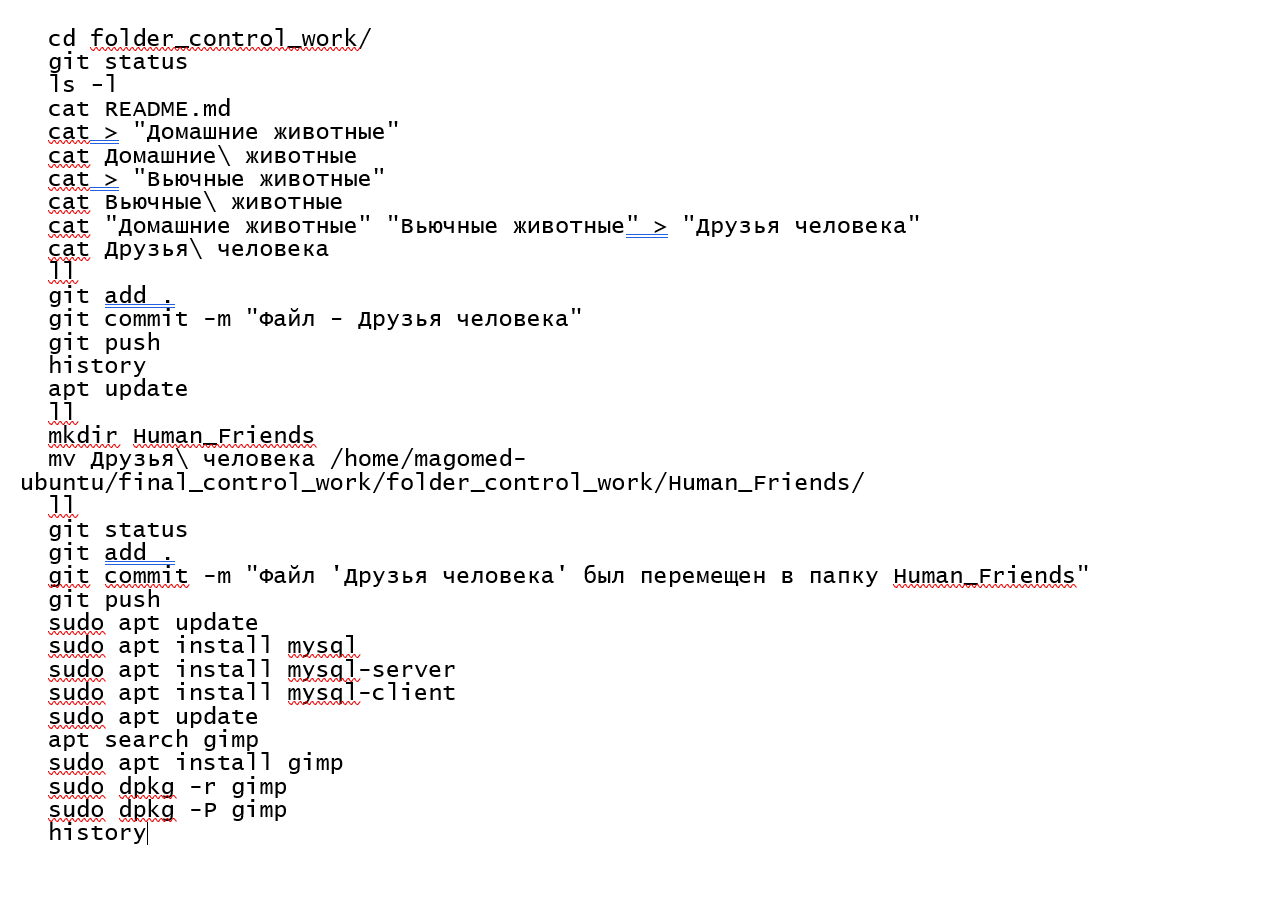 cd folder_control_work/
git status
ls -l
cat README.md
cat > "Домашние животные"
cat Домашние\ животные
cat > "Вьючные животные"
cat Вьючные\ животные
cat "Домашние животные" "Вьючные животные" > "Друзья человека"
cat Друзья\ человека
ll
git add .
git commit -m "Файл - Друзья человека"
git push
history
apt update
ll
mkdir Human_Friends
mv Друзья\ человека /home/magomed-
ubuntu/final_control_work/folder_control_work/Human_Friends/
ll
git status
git add .
git commit -m "Файл 'Друзья человека' был перемещен в папку Human_Friends"
git push
sudo apt update
sudo apt install mysql
sudo apt install mysql-server
sudo apt install mysql-client
sudo apt update
apt search gimp
sudo apt install gimp
sudo dpkg -r gimp
sudo dpkg -P gimp
history